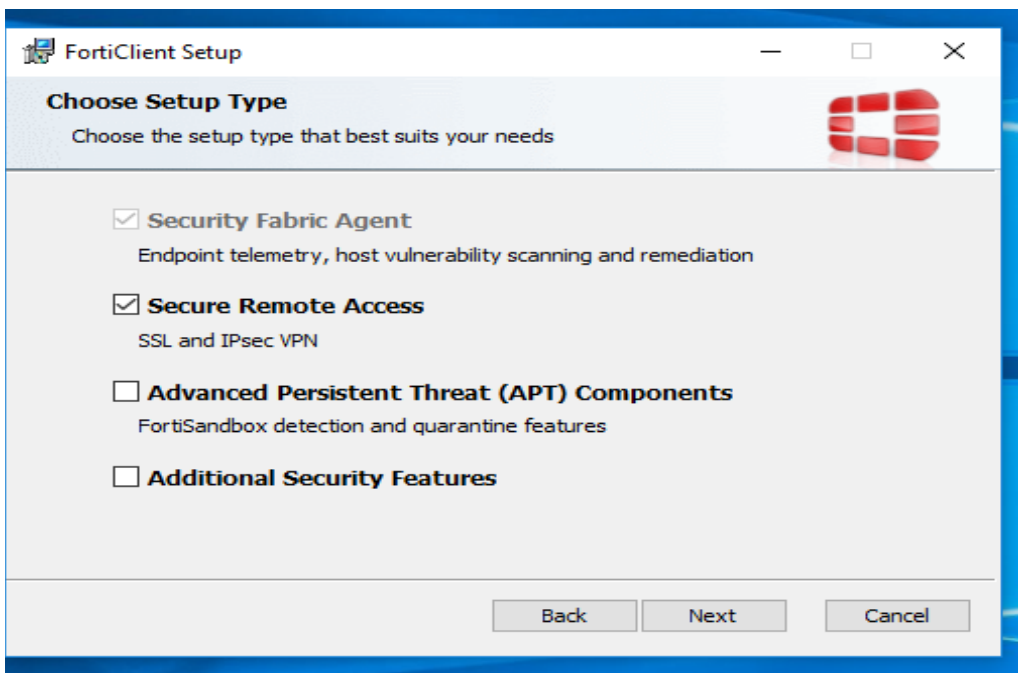 FortiClient Setup
Choose Setup Type
Choose the setup type that best suits your needs
Security Fabric Agent
Endpoint telemetry, host vulnerability scanning and remediation
Secure Remote Access
SSL and IPsec VPN
Advanced Persistent Threat (APT) Components
FortiSandbox detection and quarantine features
Additional Security Features
Back Next Cancel